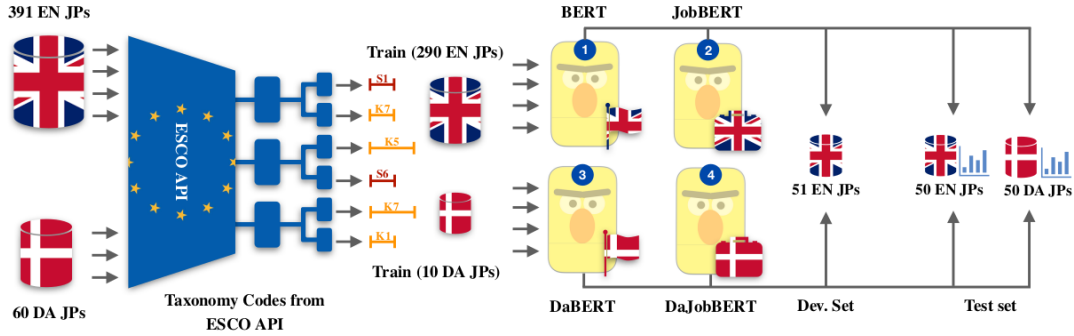 391 EN JPs
60 DA JPs
ESCO API
Taxonomy Codes from
ESCO API
S1
K7
K5
S6
K7
K1
Train (290 EN JPs)
Train (10 DA JPs)
BERT
JobBERT
1
2
3
4
DaBERT
DaJobBERT
51 EN JPs
50 EN JPs
50 DA JPs
Dev. Set
Test set